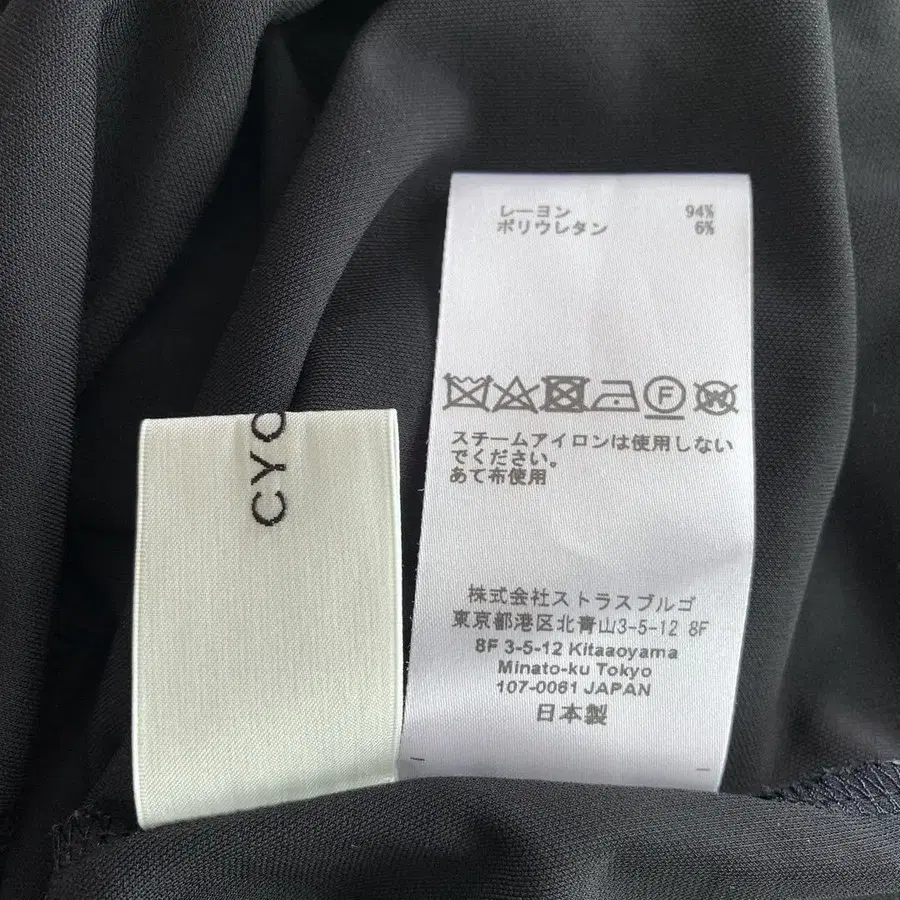 CYO
レーヨン 94%
ポリウレタン 6%
F W
スチームアイロンは使用しない
でください。
あて布使用
株式会社ストラスブルゴ
東京都港区北青山3-5-12 8F
8F 3-5-12 Kitaaoyama
Minato-ku Tokyo
107-0061 JAPAN
日本製